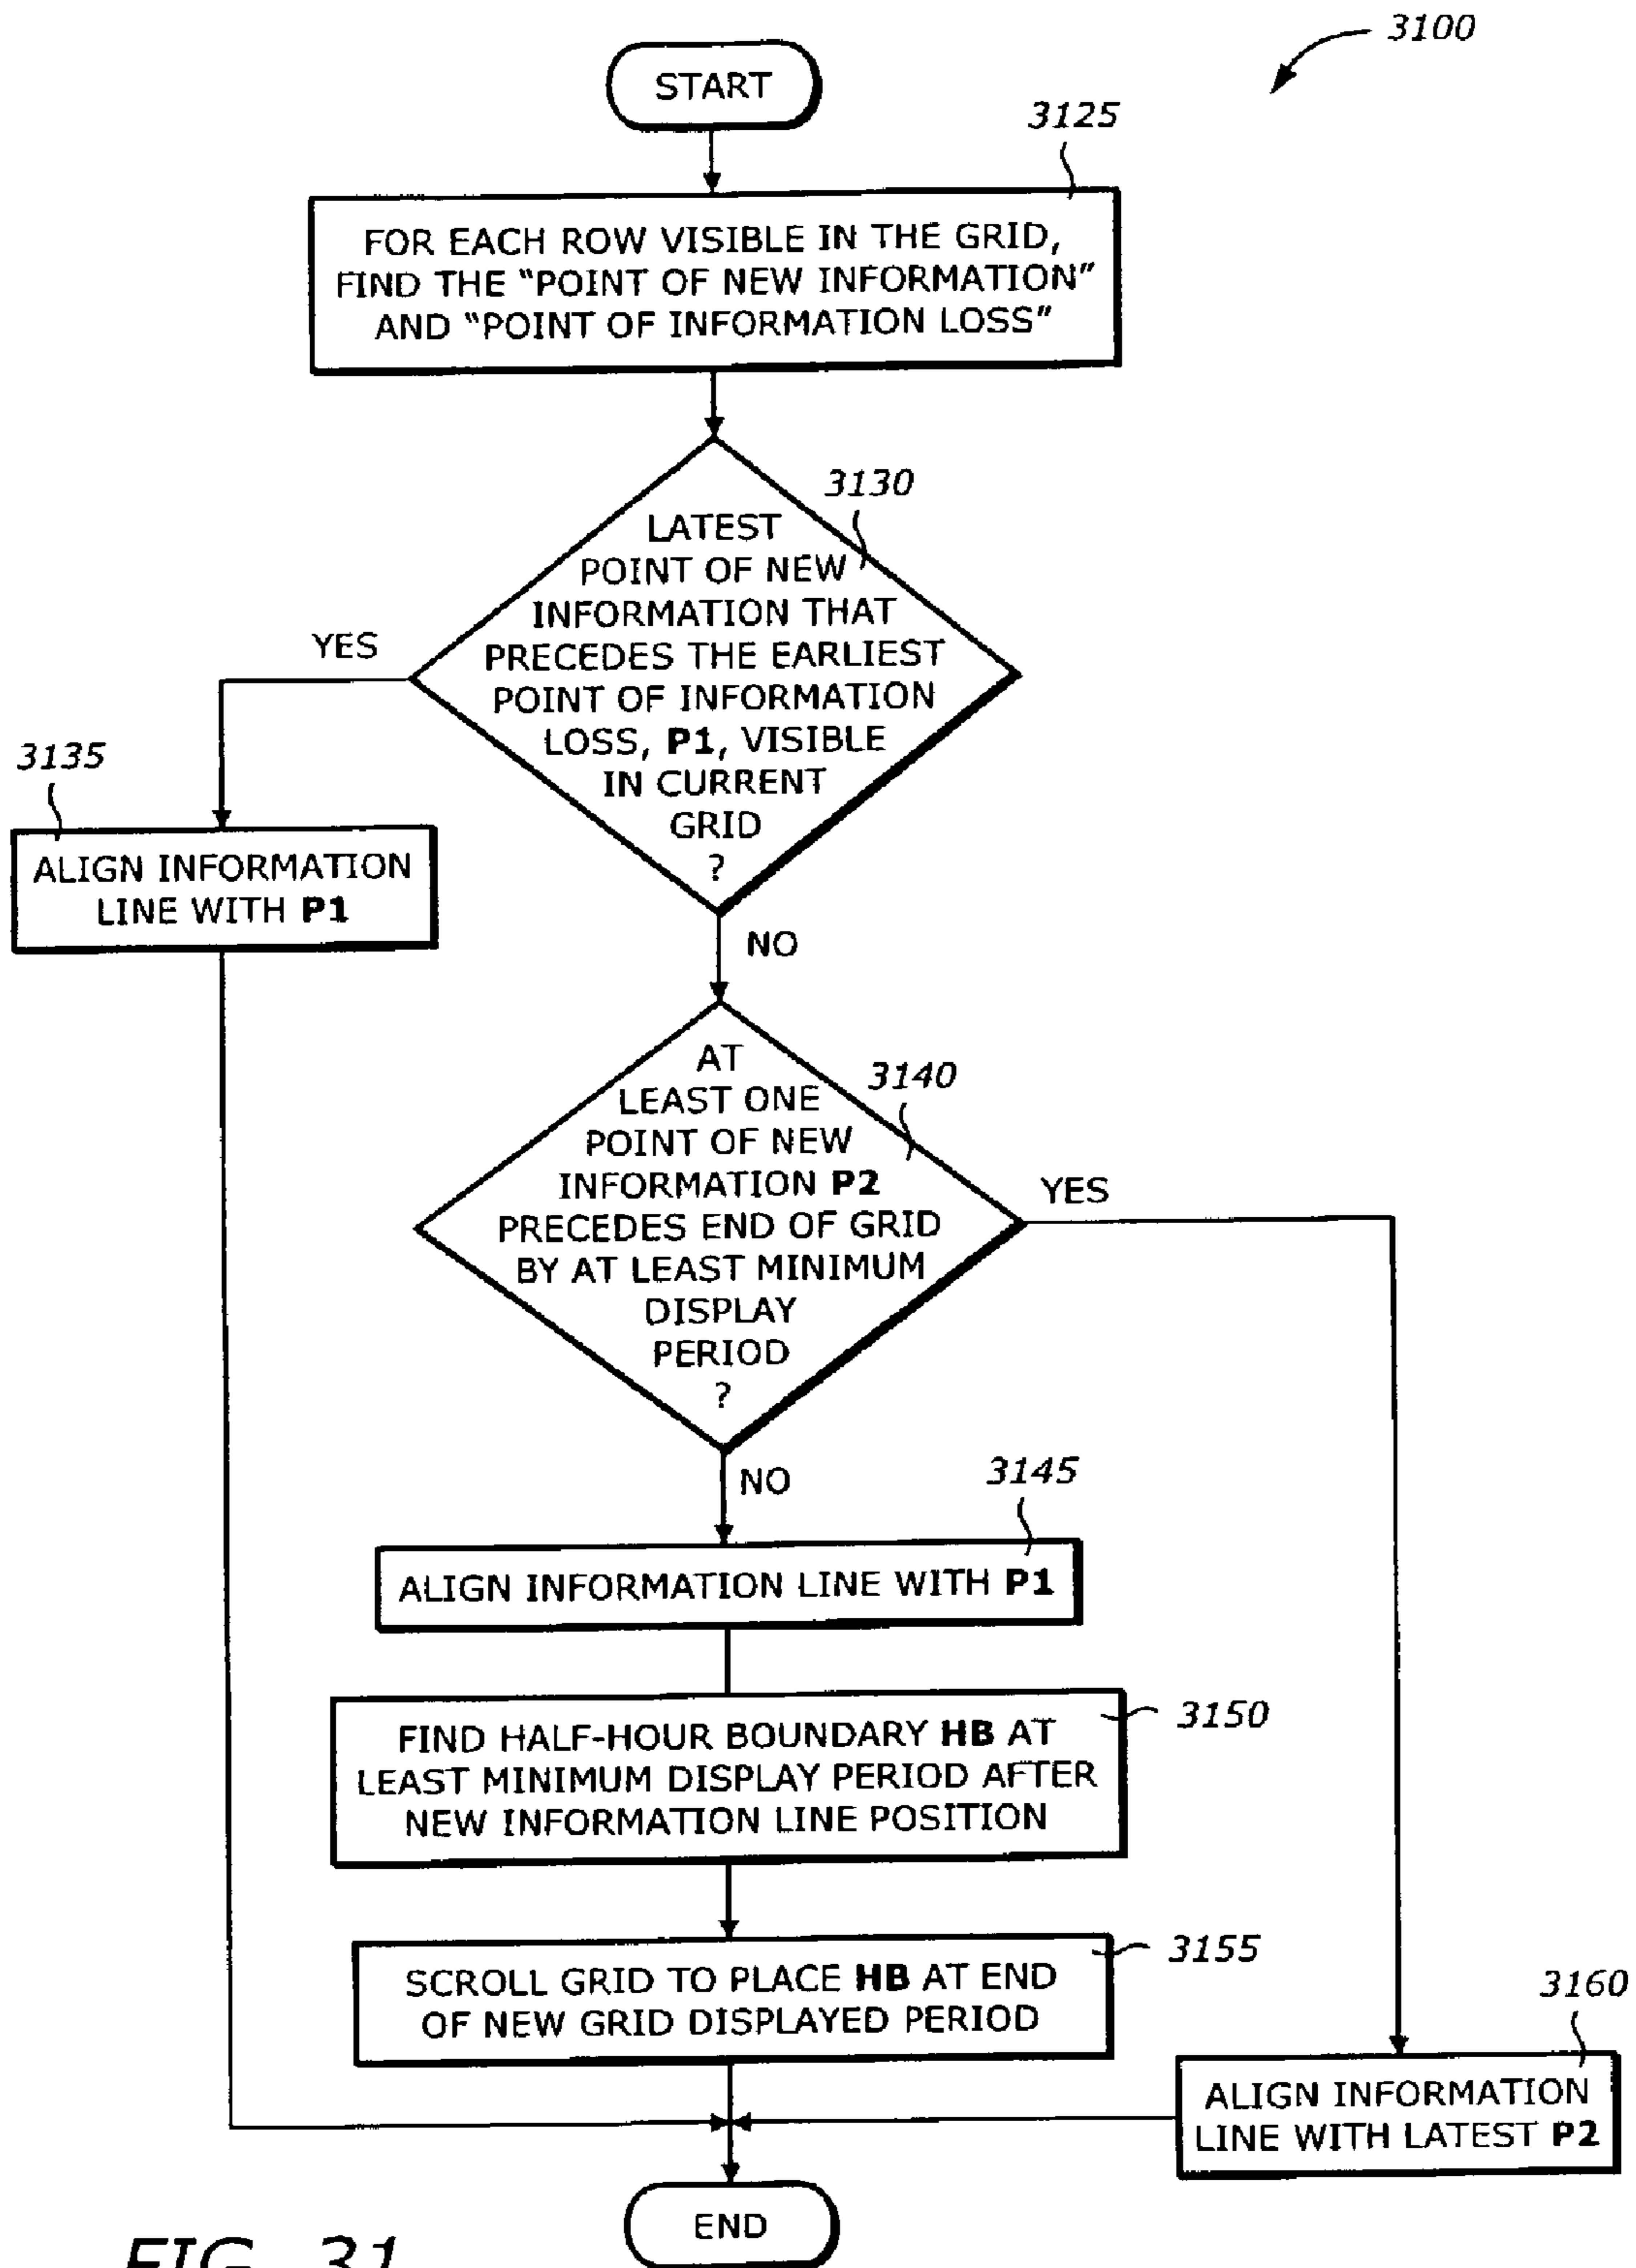 3100
START
3125
FOR EACH ROW VISIBLE IN THE GRID,
FIND THE "POINT OF NEW INFORMATION"
AND "POINT OF INFORMATION LOSS"
3130
LATEST
POINT OF NEW
INFORMATION THAT
PRECEDES THE EARLIEST
POINT OF INFORMATION
LOSS, P1, VISIBLE
IN CURRENT
GRID
?
YES
3135
ALIGN INFORMATION
LINE WITH P1
NO
3140
AT
LEAST ONE
POINT OF NEW
INFORMATION P2
PRECEDES END OF GRID
BY AT LEAST MINIMUM
DISPLAY
PERIOD
?
YES
NO
3145
ALIGN INFORMATION LINE WITH P1
3150
FIND HALF-HOUR BOUNDARY HB AT
LEAST MINIMUM DISPLAY PERIOD AFTER
NEW INFORMATION LINE POSITION
3155
SCROLL GRID TO PLACE HB AT END
OF NEW GRID DISPLAYED PERIOD
3160
ALIGN INFORMATION
LINE WITH LATEST P2
END
FIG. 31